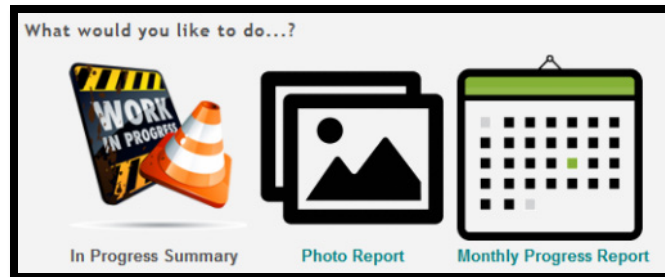 What would you like to do...?
WORK
IN PROGRESS
In Progress Summary
Photo Report
Monthly Progress Report